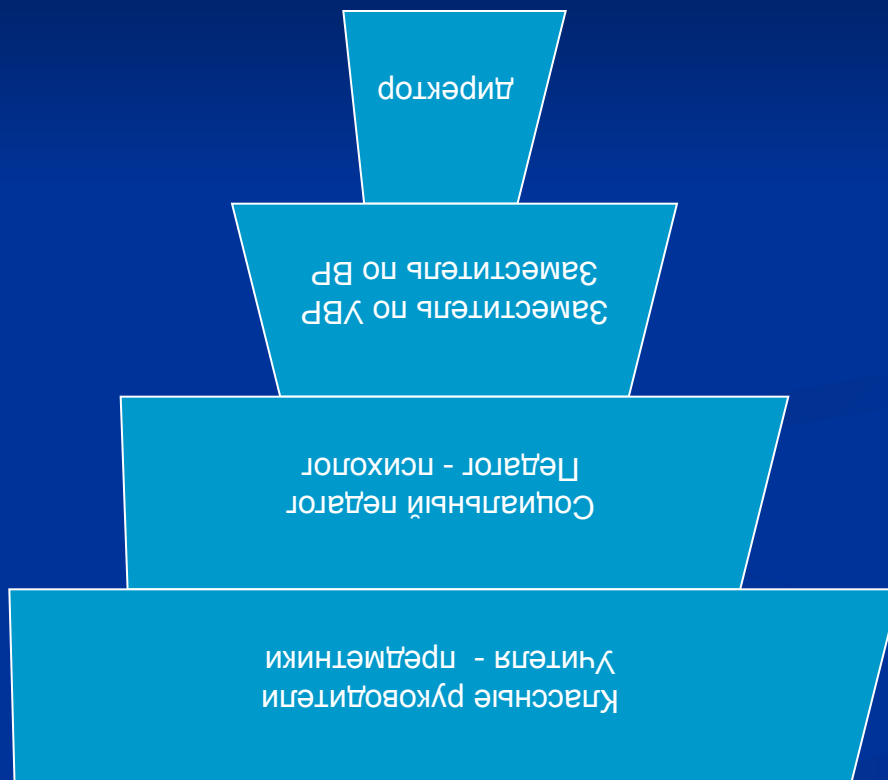 Классные руководители
Учителя - предметники
Социальный педагог
Педагог - психолог
Заместитель по УВР
Заместитель по ВР
директор